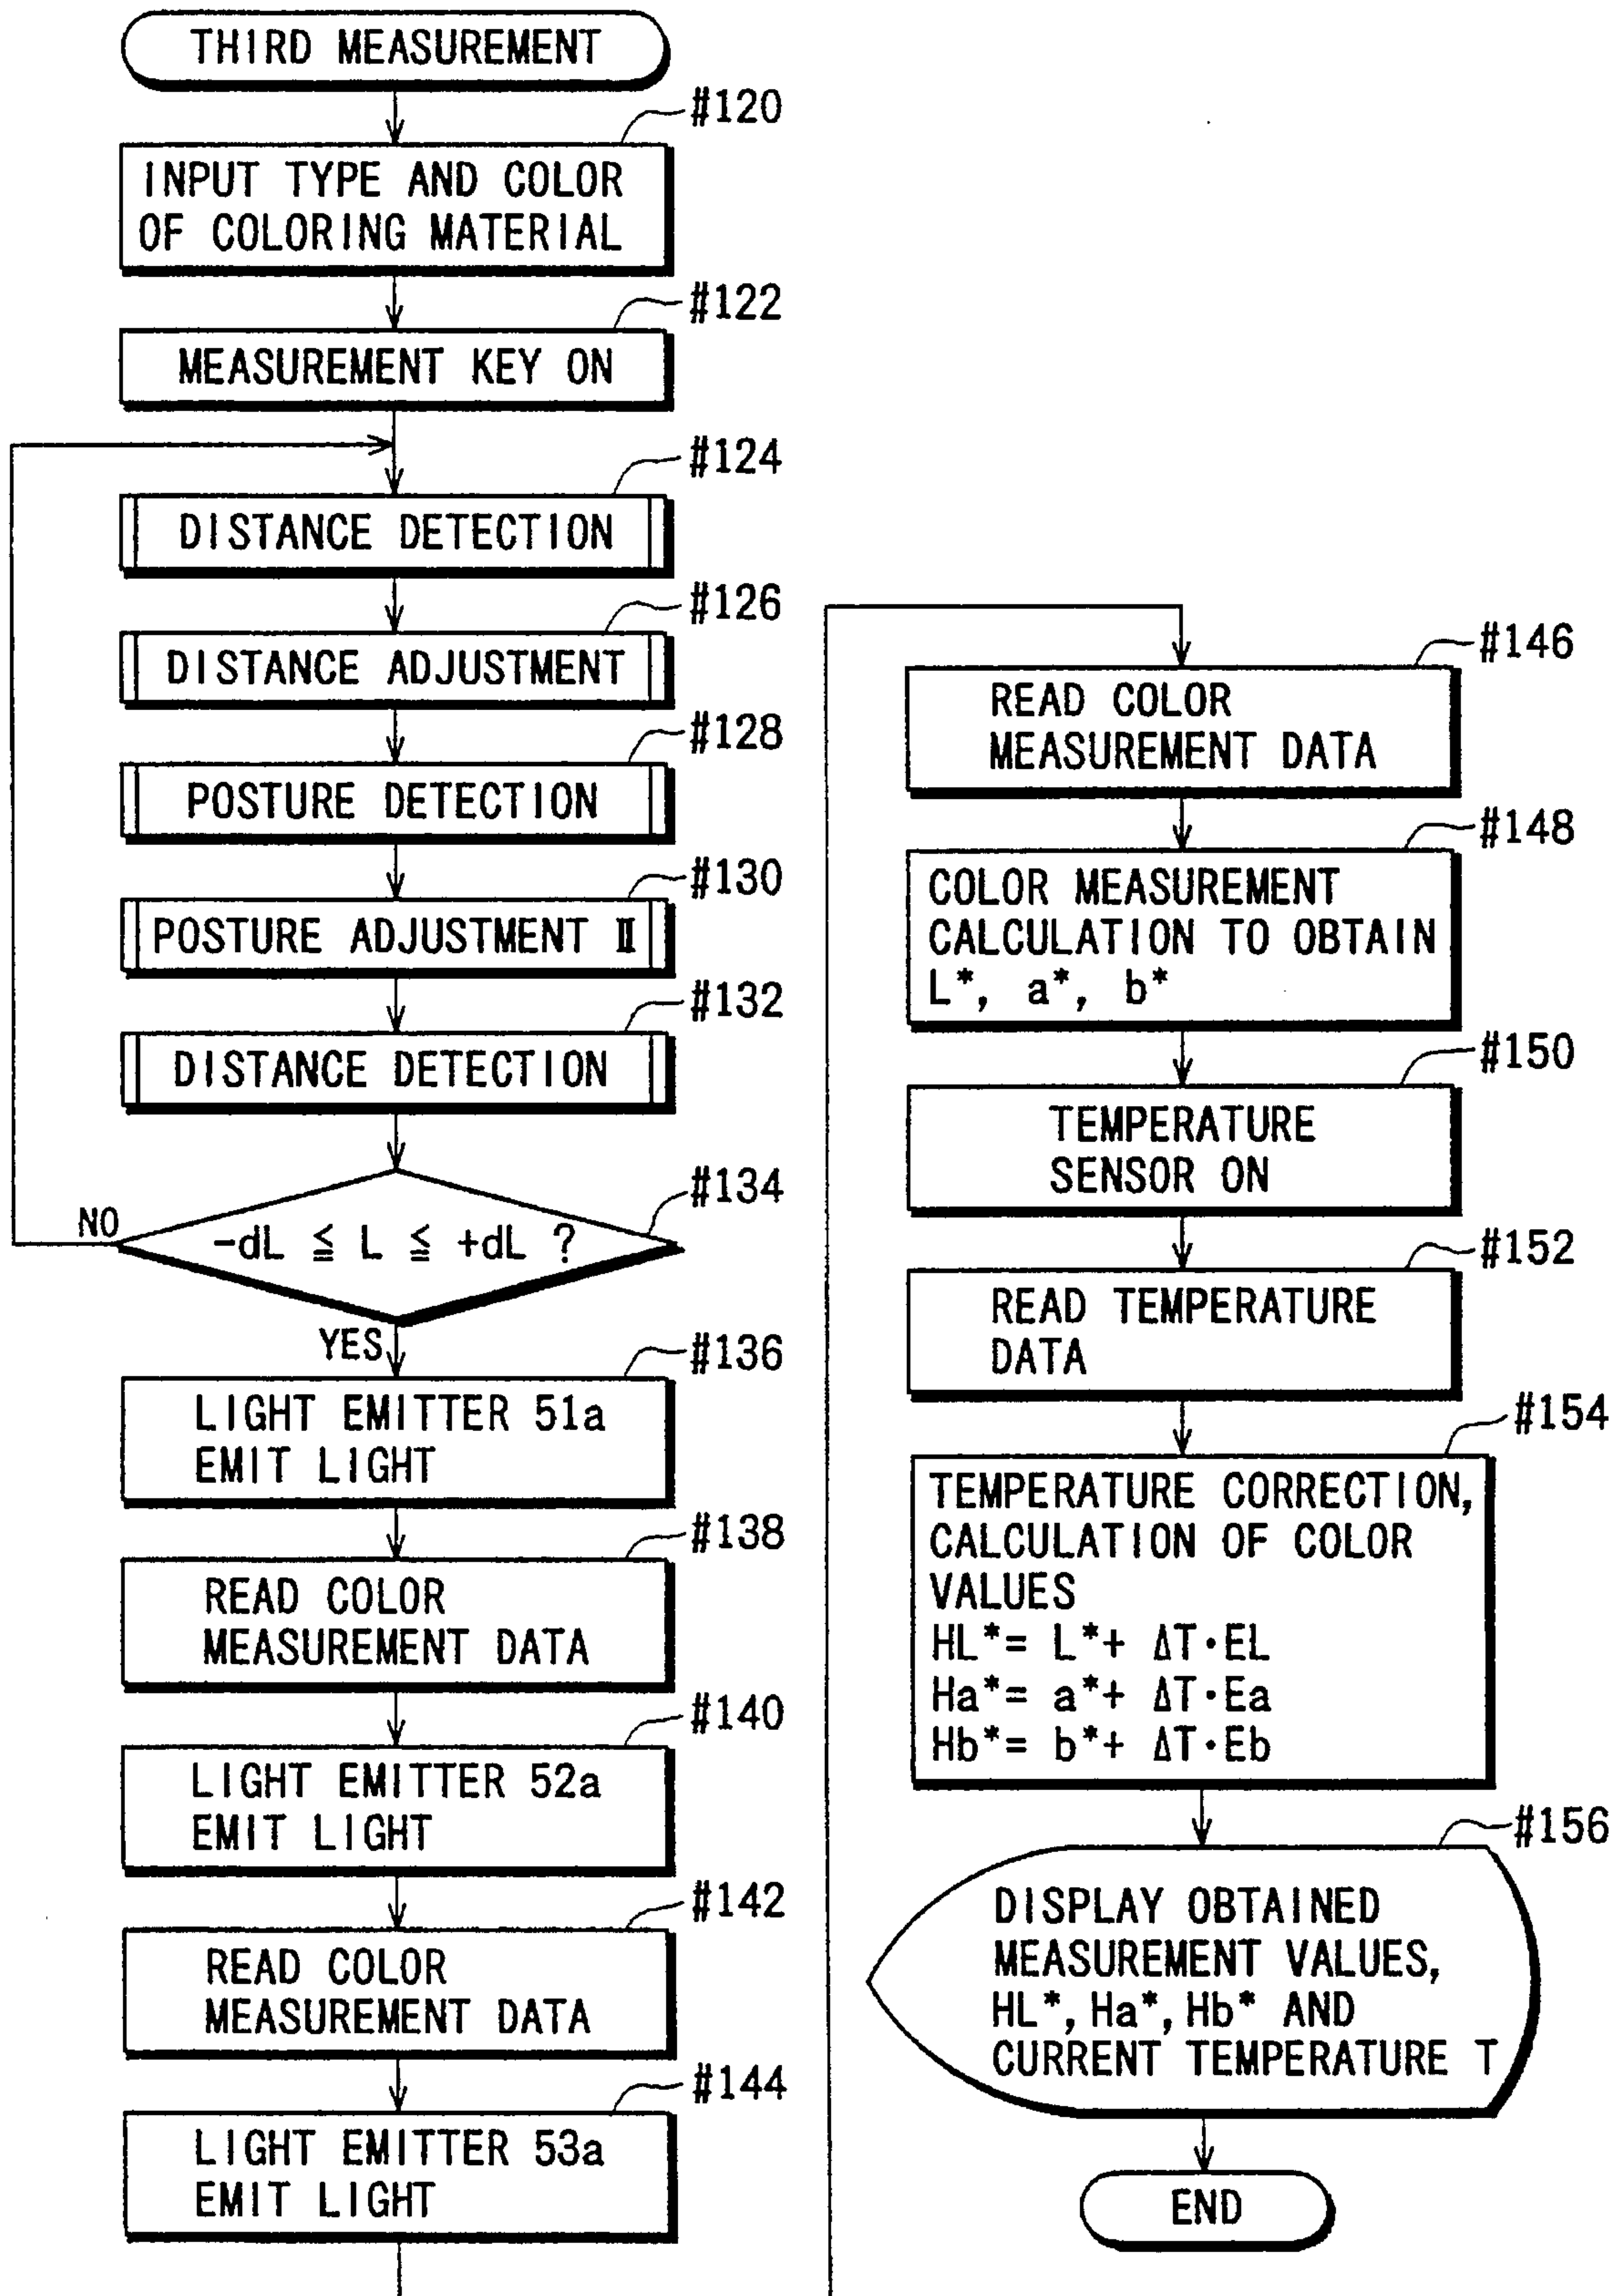 THIRD MEASUREMENT
#120
INPUT TYPE AND COLOR
OF COLORING MATERIAL
#122
MEASUREMENT KEY ON
#124
DISTANCE DETECTION
#126
DISTANCE ADJUSTMENT
#128
POSTURE DETECTION
#130
POSTURE ADJUSTMENT Ⅱ
#132
DISTANCE DETECTION
#134
NO
-dL ≦ L ≦ +dL ?
YES
#136
LIGHT EMITTER 51a
EMIT LIGHT
#138
READ COLOR
MEASUREMENT DATA
#140
LIGHT EMITTER 52a
EMIT LIGHT
#142
READ COLOR
MEASUREMENT DATA
#144
LIGHT EMITTER 53a
EMIT LIGHT
#146
READ COLOR
MEASUREMENT DATA
#148
COLOR MEASUREMENT
CALCULATION TO OBTAIN
L*, a*, b*
#150
TEMPERATURE
SENSOR ON
#152
READ TEMPERATURE
DATA
#154
TEMPERATURE CORRECTION,
CALCULATION OF COLOR
VALUES
HL*= L*+ ΔT·EL
Ha*= a*+ ΔT·Ea
Hb*= b*+ ΔT·Eb
#156
DISPLAY OBTAINED
MEASUREMENT VALUES,
HL*, Ha*, Hb* AND
CURRENT TEMPERATURE T
END